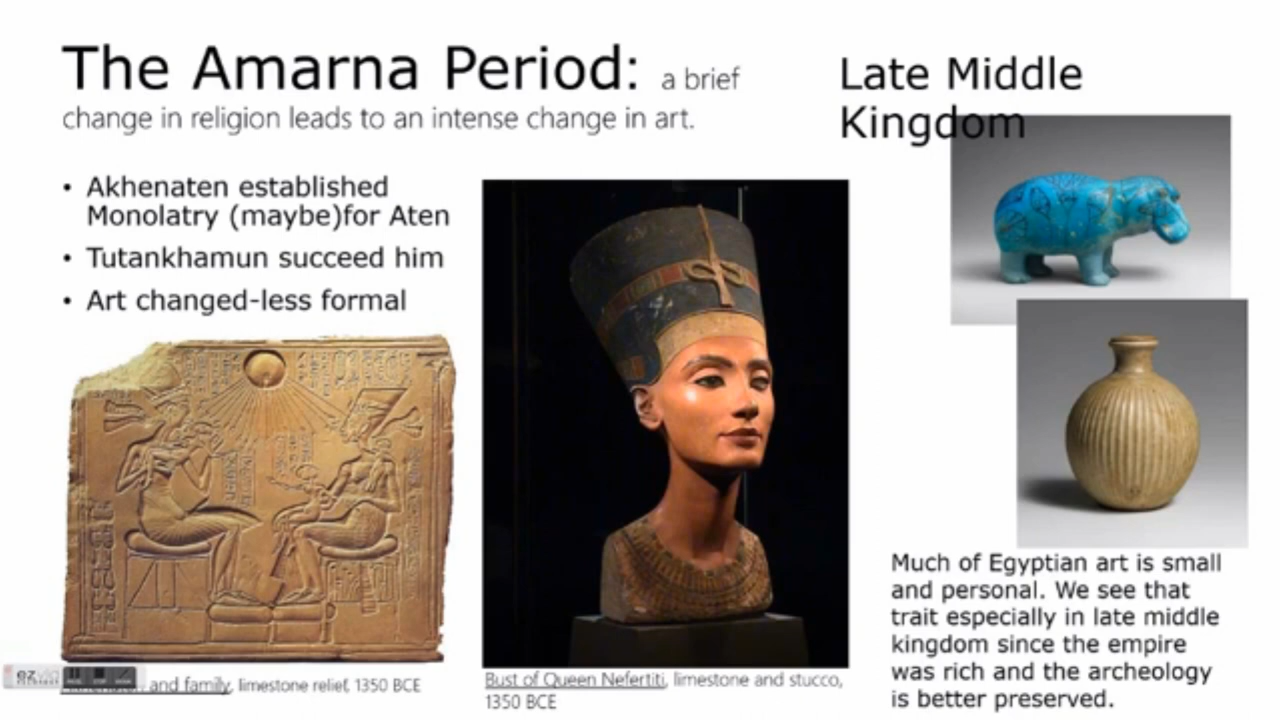 The Amarna Period: a brief
change in religion leads to an intense change in art.
• Akhenaten established
Monolatry (maybe)for Aten
• Tutankhamun succeed him
• Art changed-less formal
and family, limestone relief, 1350 BCE
Bust of Queen Nefertiti, limestone and stucco,
1350 BCE
Late Middle
Kingdom
Much of Egyptian art is small
and personal. We see that
trait especially in late middle
kingdom since the empire
was rich and the archeology
is better preserved.